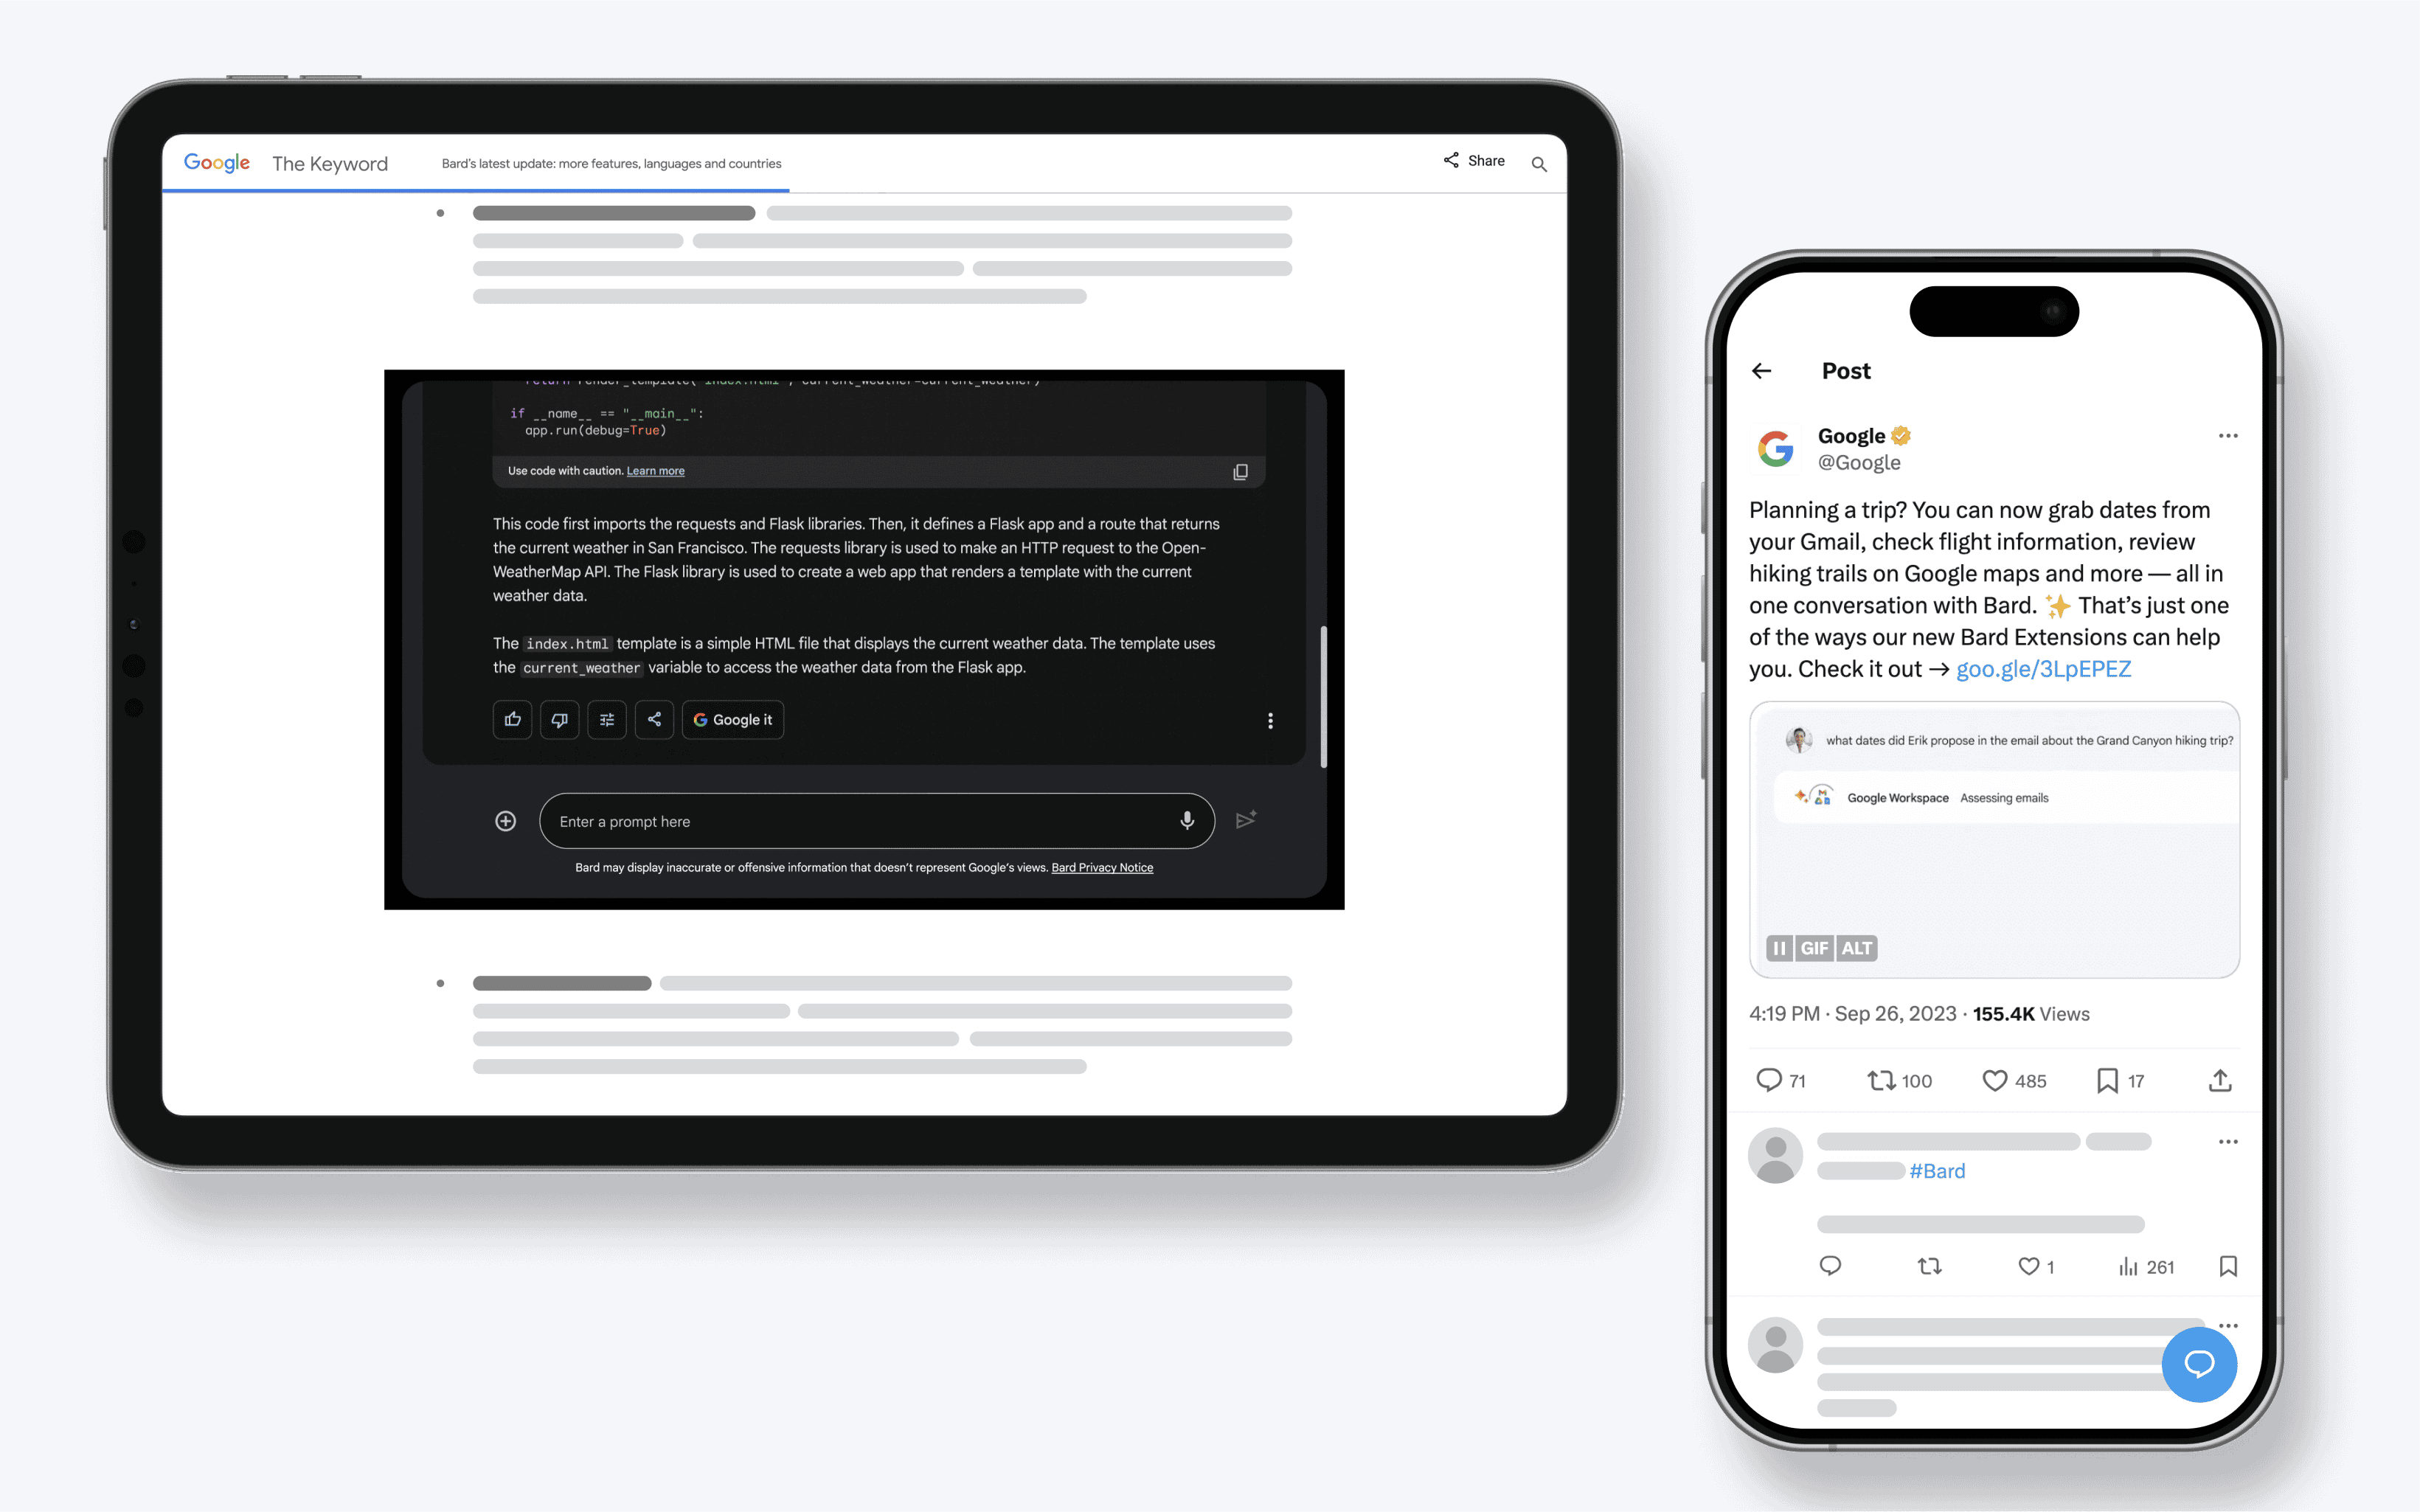 Google The Keyword Bard's latest update: more features, languages and countries Share
return render_template('index.html', current_weather=current_weather)
if __name__ == "__main__":
app.run(debug=True)
Use code with caution. Learn more
This code first imports the requests and Flask libraries. Then, it defines a Flask app and a route that returns
the current weather in San Francisco. The requests library is used to make an HTTP request to the Open-
WeatherMap API. The Flask library is used to create a web app that renders a template with the current
weather data.
The index.html template is a simple HTML file that displays the current weather data. The template uses
the current_weather variable to access the weather data from the Flask app.
Google it
Enter a prompt here
Bard may display inaccurate or offensive information that doesn't represent Google's views. Bard Privacy Notice
Post
Google
@Google
Planning a trip? You can now grab dates from
your Gmail, check flight information, review
hiking trails on Google maps and more — all in
one conversation with Bard. ✨ That's just one
of the ways our new Bard Extensions can help
you. Check it out → goo.gle/3LpEPEZ
what dates did Erik propose in the email about the Grand Canyon hiking trip?
Google Workspace Assessing emails
GIF ALT
4:19 PM · Sep 26, 2023 · 155.4K Views
71 100 485 17
#Bard
1 261